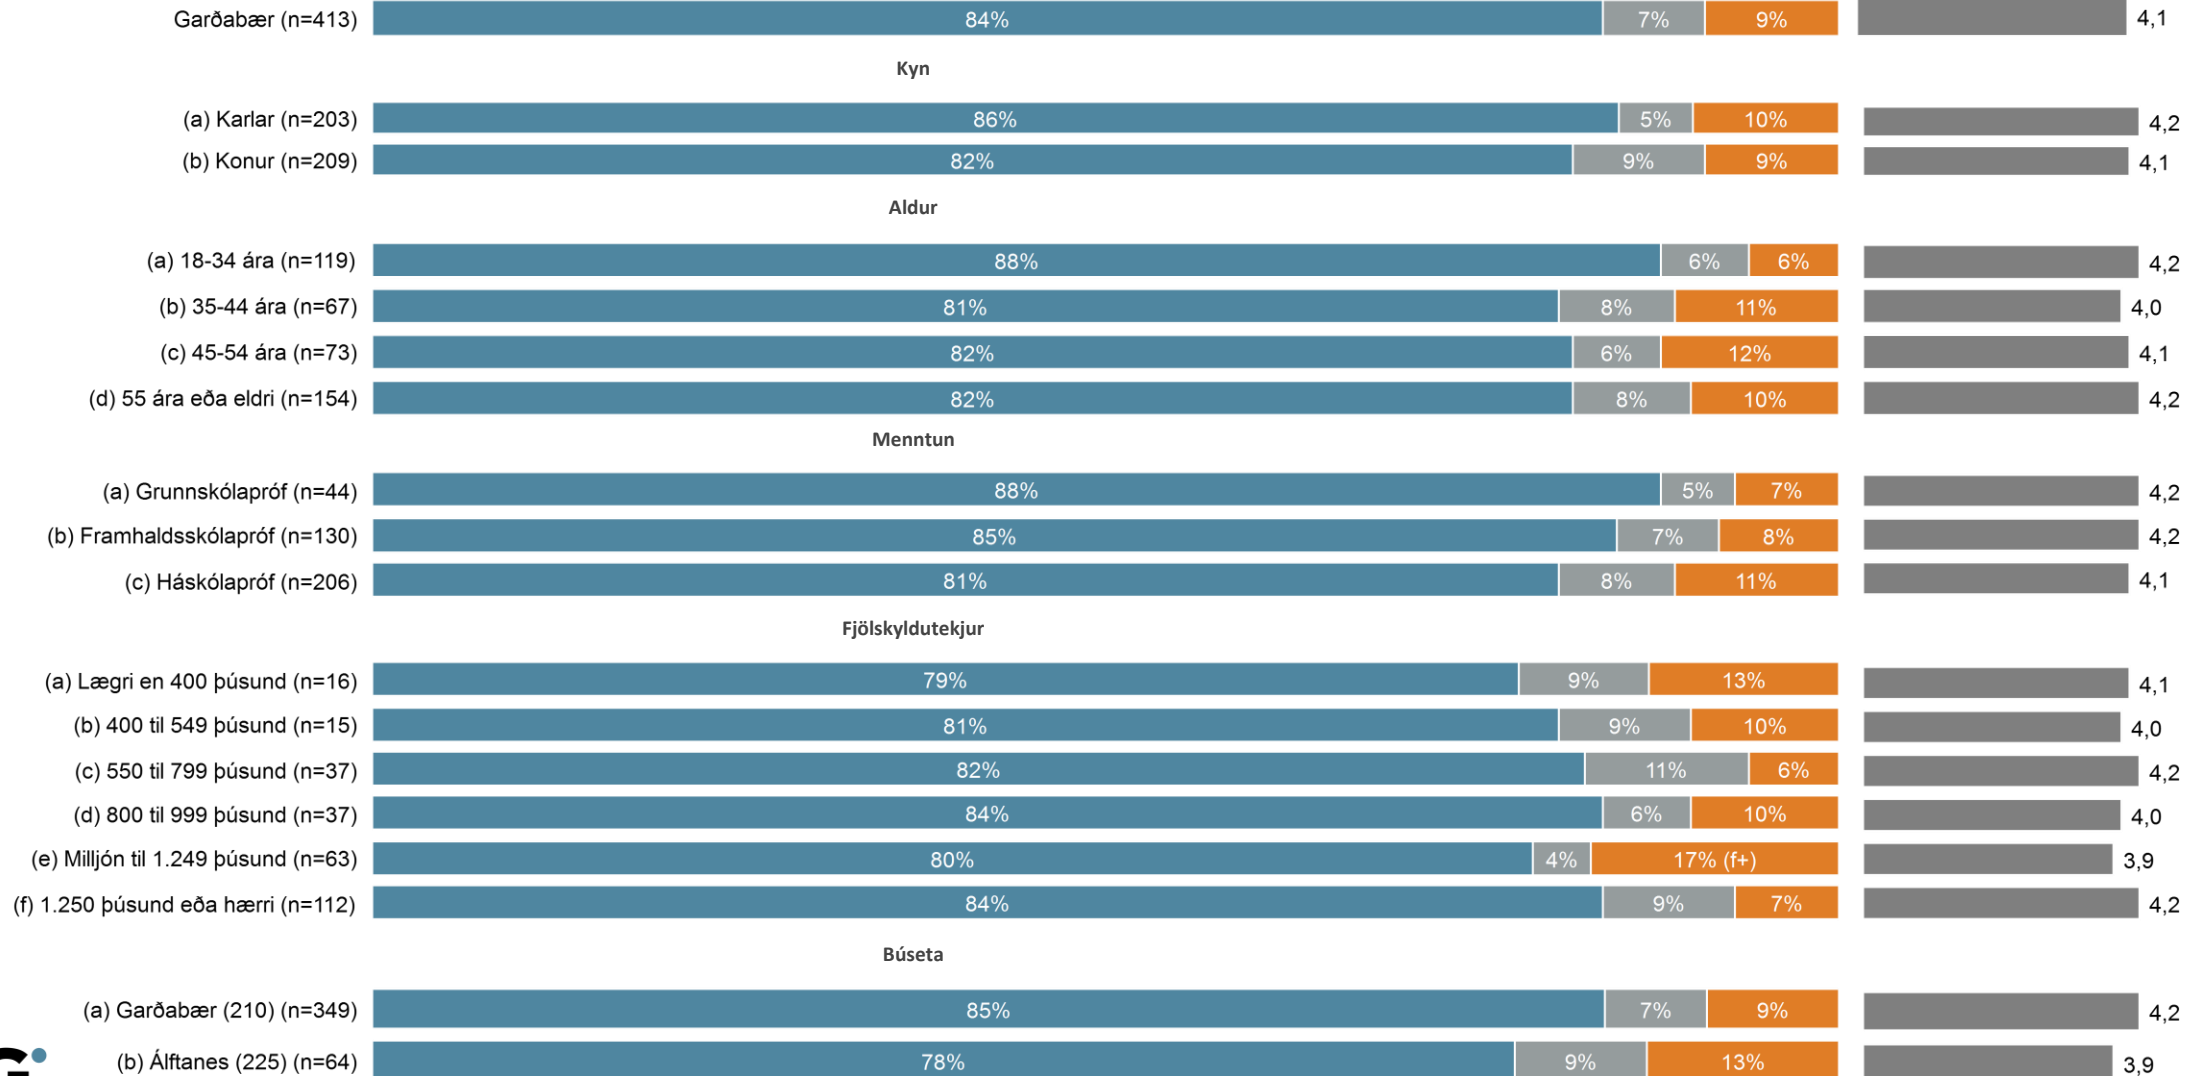 Garðabær (n=413) 84% 7% 9% 4,1
Kyn
(a) Karlar (n=203) 86% 5% 10% 4,2
(b) Konur (n=209) 82% 9% 9% 4,1
Aldur
(a) 18-34 ára (n=119) 88% 6% 6% 4,2
(b) 35-44 ára (n=67) 81% 8% 11% 4,0
(c) 45-54 ára (n=73) 82% 6% 12% 4,1
(d) 55 ára eða eldri (n=154) 82% 8% 10% 4,2
Menntun
(a) Grunnskólapróf (n=44) 88% 5% 7% 4,2
(b) Framhaldsskólapróf (n=130) 85% 7% 8% 4,2
(c) Háskólapróf (n=206) 81% 8% 11% 4,1
Fjölskyldutekjur
(a) Lægri en 400 þúsund (n=16) 79% 9% 13% 4,1
(b) 400 til 549 þúsund (n=15) 81% 9% 10% 4,0
(c) 550 til 799 þúsund (n=37) 82% 11% 6% 4,2
(d) 800 til 999 þúsund (n=37) 84% 6% 10% 4,0
(e) Milljón til 1.249 þúsund (n=63) 80% 4% 17% (f+) 3,9
(f) 1.250 þúsund eða hærri (n=112) 84% 9% 7% 4,2
Búseta
(a) Garðabær (210) (n=349) 85% 7% 9% 4,2
(b) Álftanes (225) (n=64) 78% 9% 13% 3,9